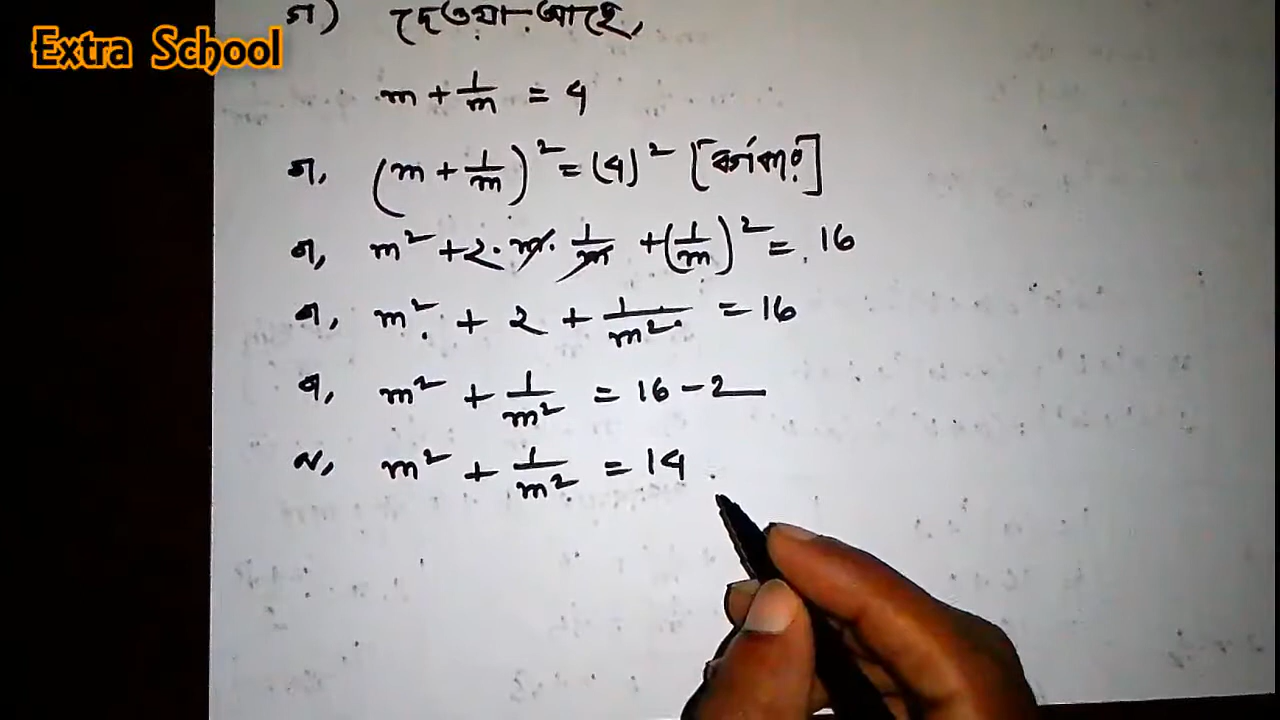 Extra School
গ) দেওয়া আছে,
m + 1/m = 4
বা, (m + 1/m)² = (4)² [বর্গ করে]
বা, m² + 2·m·1/m + (1/m)² = 16
বা, m² + 2 + 1/m² = 16
বা, m² + 1/m² = 16 - 2
বা, m² + 1/m² = 14